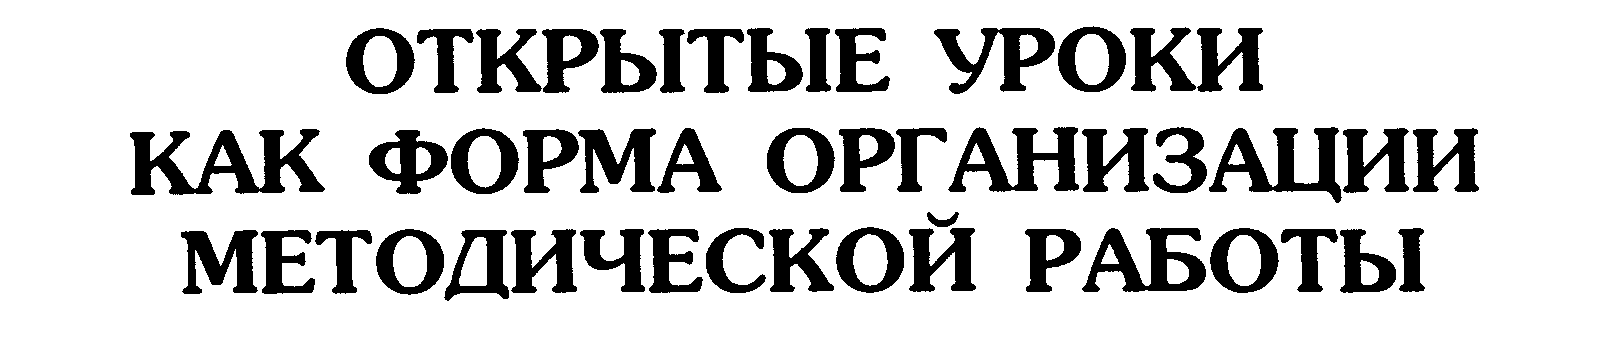 ОТКРЫТЫЕ УРОКИ
КАК ФОРМА ОРГАНИЗАЦИИ
МЕТОДИЧЕСКОЙ РАБОТЫ